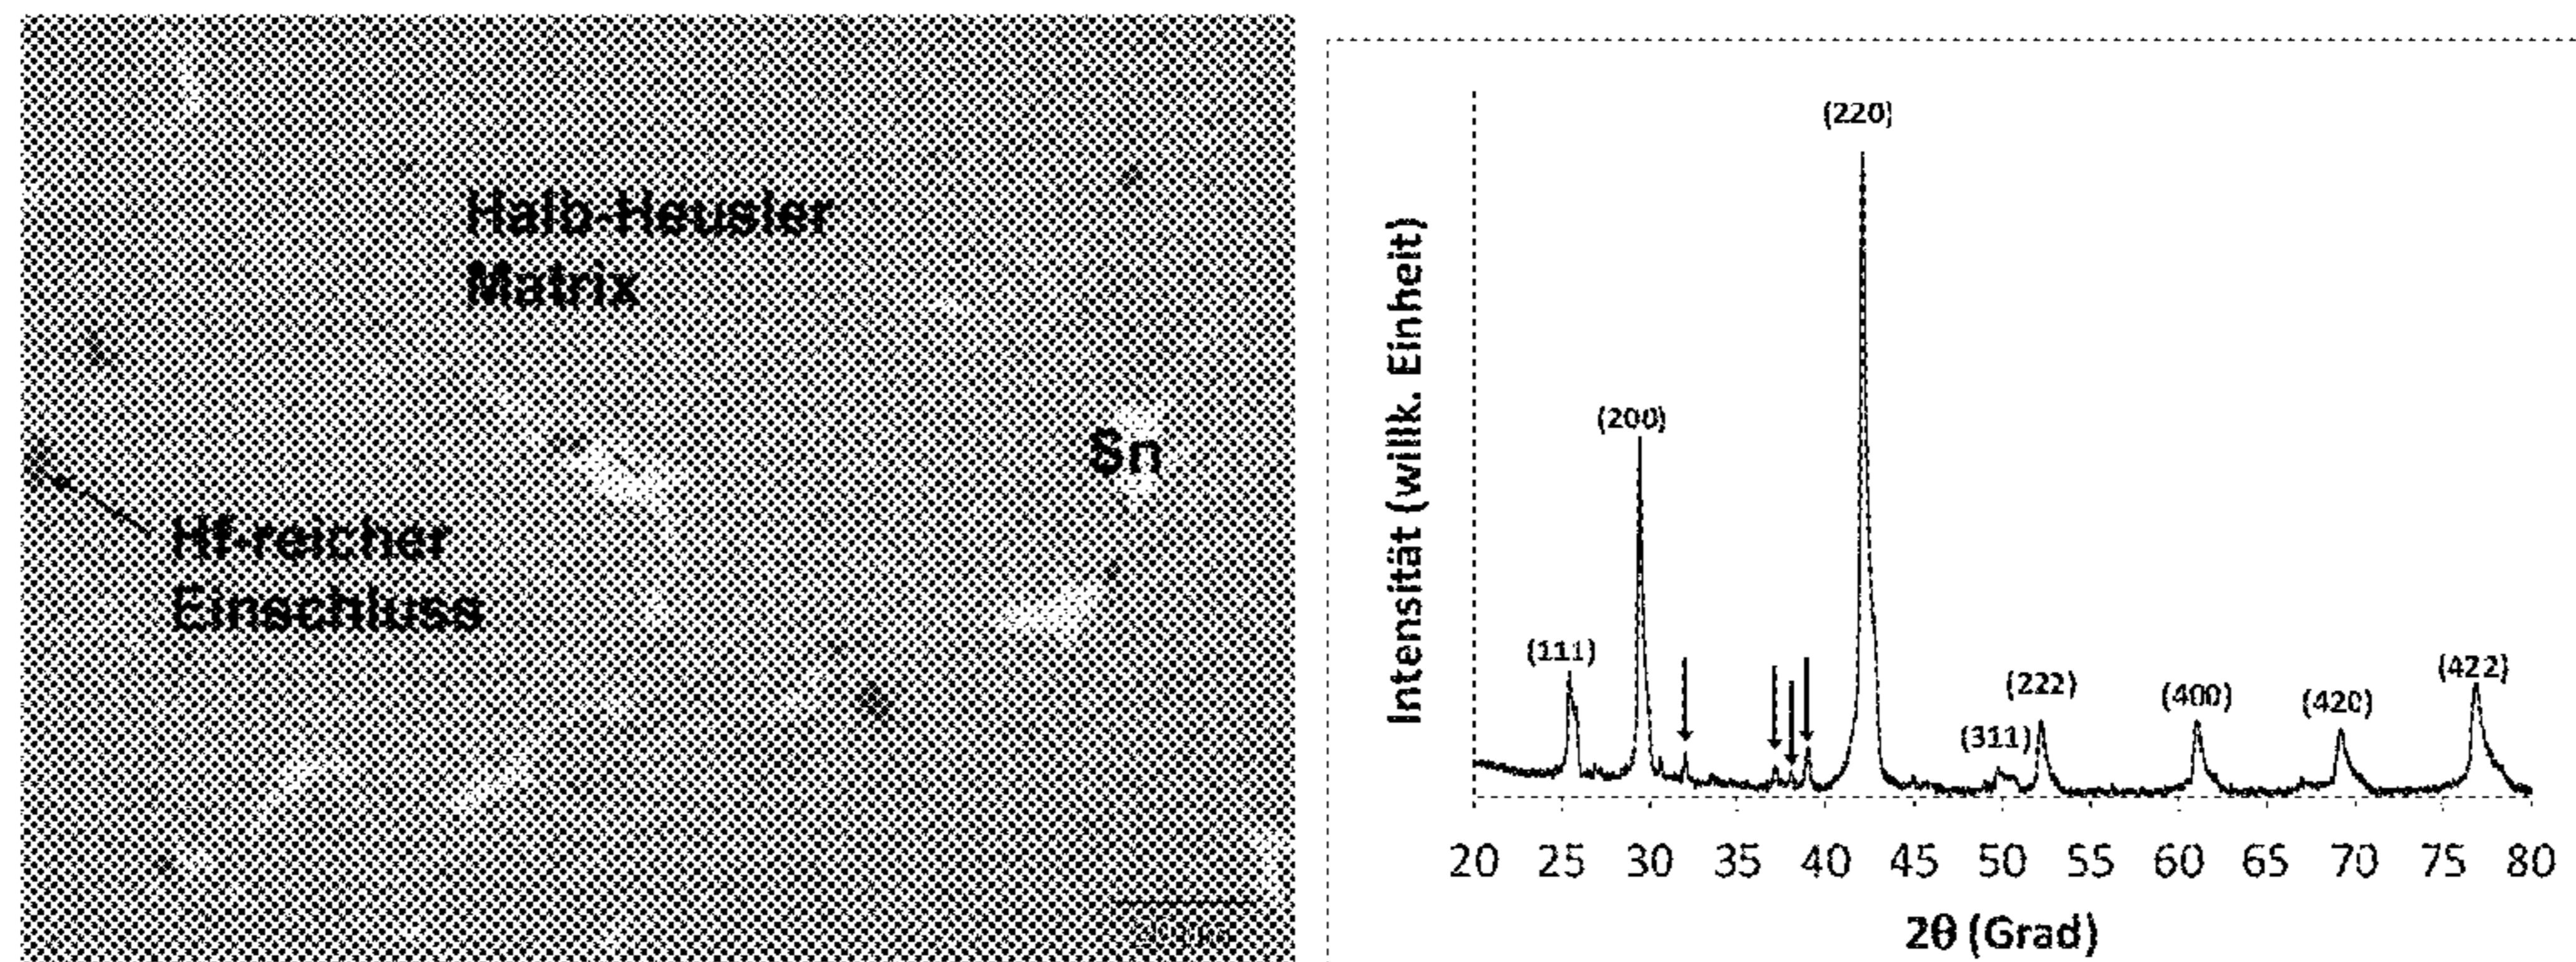 Halb-Heusler
Matrix
Sn
Hf-reicher
Einschluss
Intensität (willk. Einheit)
(111)
(200)
(220)
(311)
(222)
(400)
(420)
(422)
20 25 30 35 40 45 50 55 60 65 70 75 80
2θ (Grad)